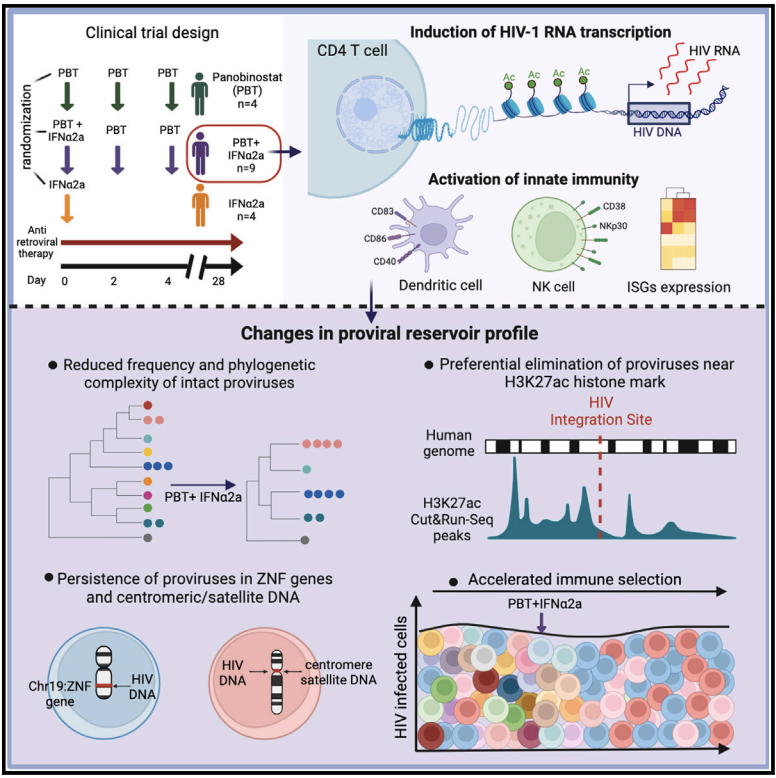 Clinical trial design
randomization
PBT PBT PBT
Panobinostat
(PBT)
n=4
PBT +
IFNα2a
PBT PBT
PBT+
IFNα2a
n=9
IFNα2a
IFNα2a
n=4
Anti
retroviral
therapy
Day 0 2 4 28
Induction of HIV-1 RNA transcription
CD4 T cell
Ac Ac Ac Ac
HIV RNA
HIV DNA
Activation of innate immunity
CD83
CD86
CD40
Dendritic cell
CD38
NKp30
NK cell
ISGs expression
Changes in proviral reservoir profile
● Reduced frequency and phylogenetic
complexity of intact proviruses
PBT+ IFNα2a
● Preferential elimination of proviruses near
H3K27ac histone mark
HIV
Integration Site
Human
genome
H3K27ac
Cut&Run-Seq
peaks
● Persistence of proviruses in ZNF genes
and centromeric/satellite DNA
Chr19:ZNF
gene
HIV
DNA
HIV
DNA
centromere
satellite DNA
● Accelerated immune selection
PBT+IFNα2a
HIV infected cells